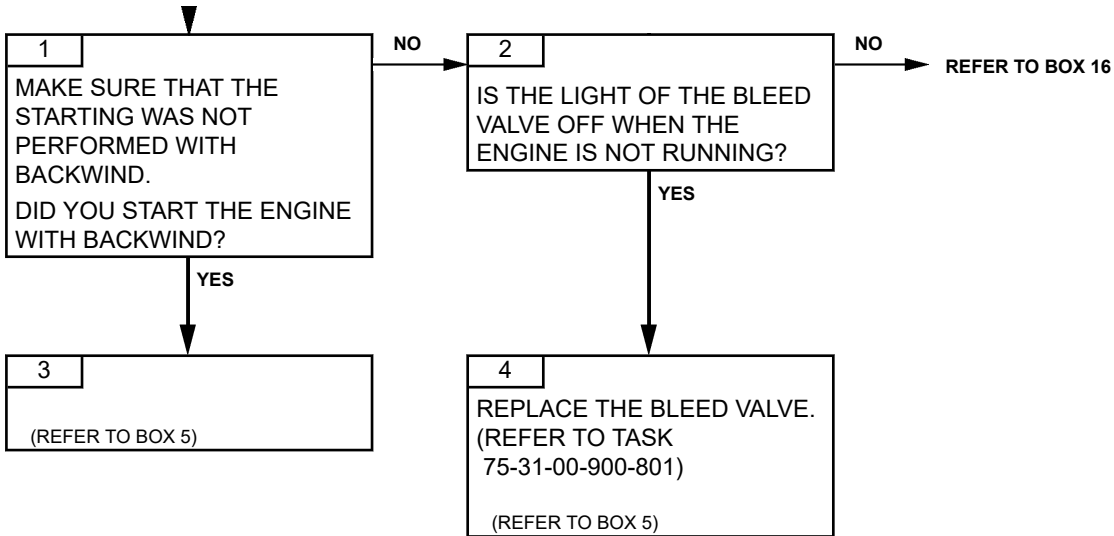 1
MAKE SURE THAT THE
STARTING WAS NOT
PERFORMED WITH
BACKWIND.
DID YOU START THE ENGINE
WITH BACKWIND?
NO
2
IS THE LIGHT OF THE BLEED
VALVE OFF WHEN THE
ENGINE IS NOT RUNNING?
NO
REFER TO BOX 16
YES
YES
3
(REFER TO BOX 5)
4
REPLACE THE BLEED VALVE.
(REFER TO TASK
75-31-00-900-801)
(REFER TO BOX 5)